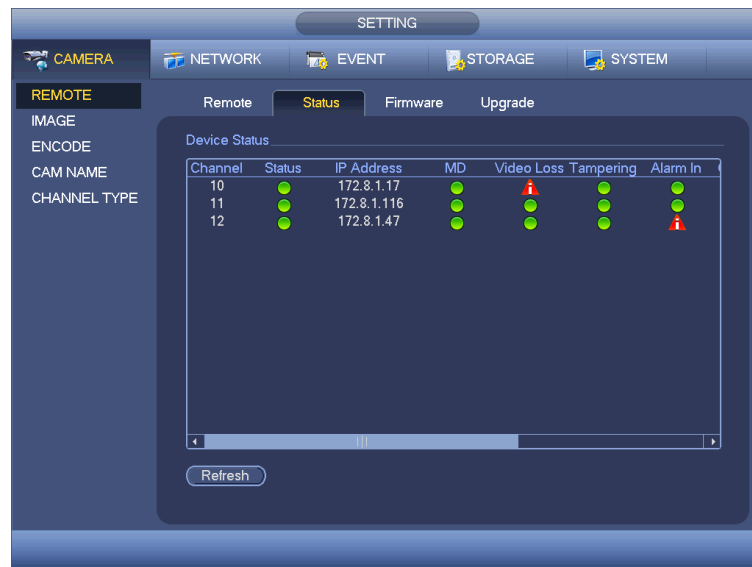 SETTING
CAMERA NETWORK EVENT STORAGE SYSTEM
REMOTE
IMAGE
ENCODE
CAM NAME
CHANNEL TYPE
Remote Status Firmware Upgrade
Device Status
Channel Status IP Address MD Video Loss Tampering Alarm In
10 172.8.1.17
11 172.8.1.116
12 172.8.1.47
Refresh